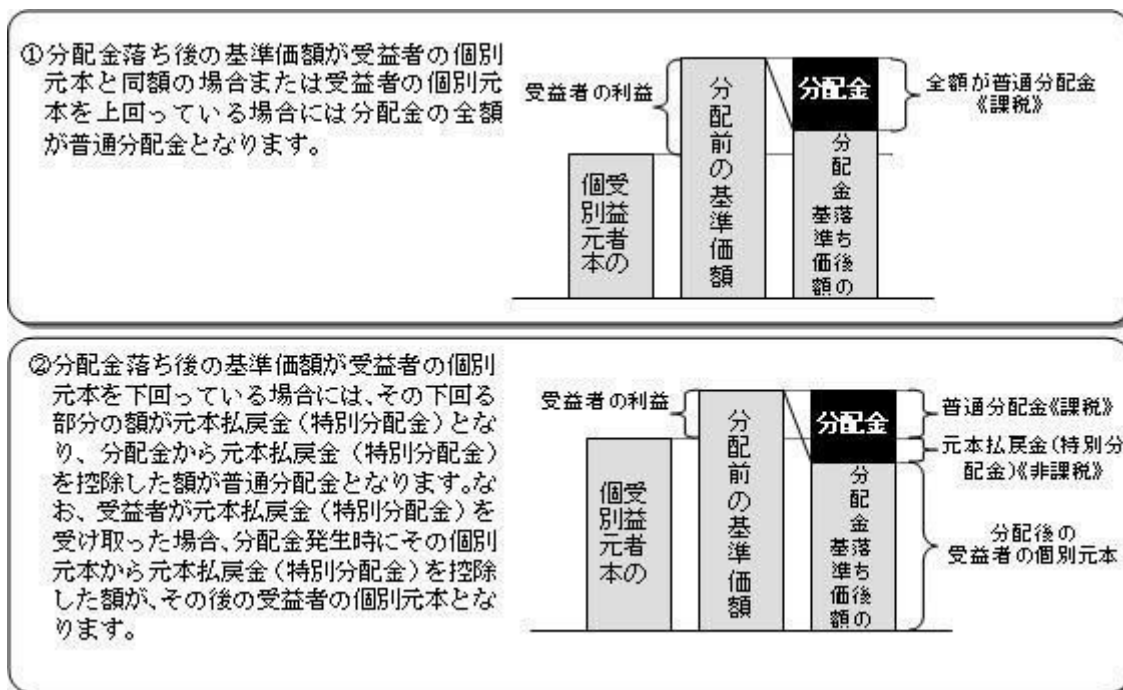 ①分配金落ち後の基準価額が受益者の個別
元本と同額の場合または受益者の個別元
本を上回っている場合には分配金の全額
が普通分配金となります。
受益者の利益
受益者の
個別元本
分配前の基準価額
分配金
分配金落ち後の
基準価額
全額が普通分配金
《課税》
②分配金落ち後の基準価額が受益者の個別
元本を下回っている場合には、その下回る
部分の額が元本払戻金(特別分配金)とな
り、分配金から元本払戻金(特別分配金)
を控除した額が普通分配金となります。な
お、受益者が元本払戻金(特別分配金)を
受け取った場合、分配金発生時にその個別
元本から元本払戻金(特別分配金)を控除
した額が、その後の受益者の個別元本とな
ります。
受益者の利益
受益者の
個別元本
分配前の基準価額
分配金
分配金落ち後の
基準価額
普通分配金《課税》
元本払戻金(特別分
配金)《非課税》
分配後の
受益者の個別元本